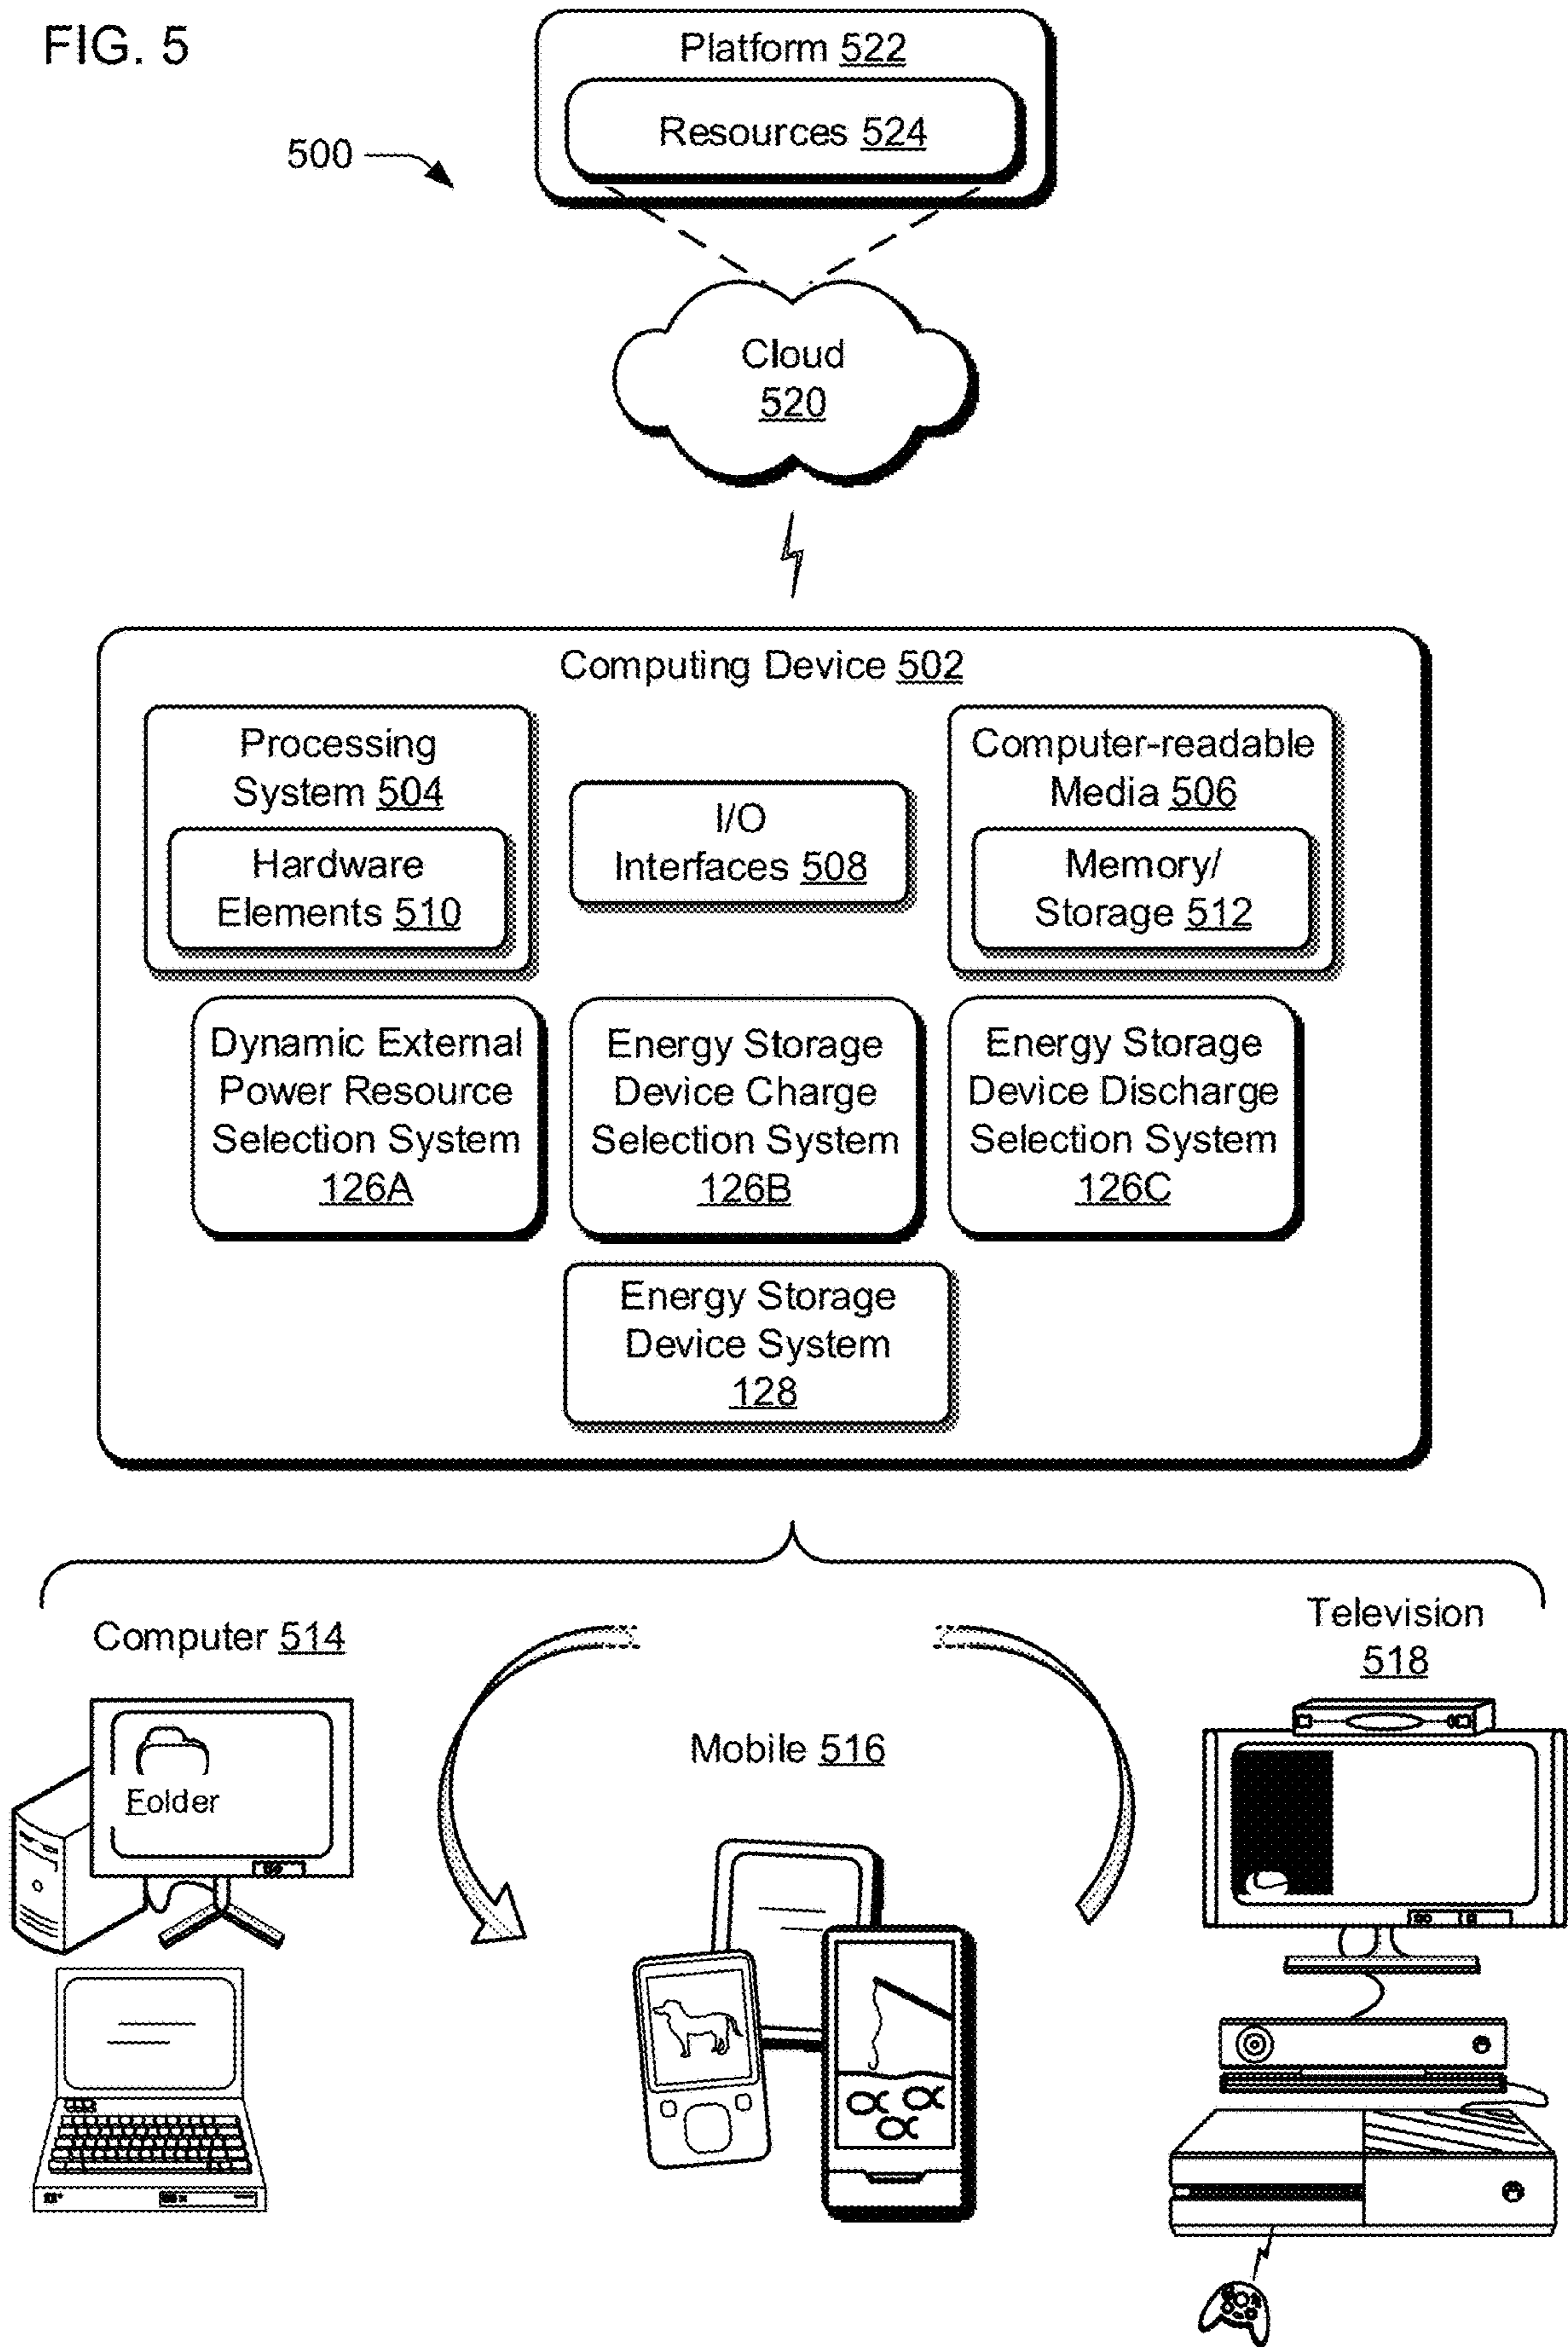 FIG. 5
Platform 522
Resources 524
500
Cloud
520
Computing Device 502
Processing
System 504
Hardware
Elements 510
I/O
Interfaces 508
Computer-readable
Media 506
Memory/
Storage 512
Dynamic External
Power Resource
Selection System
126A
Energy Storage
Device Charge
Selection System
126B
Energy Storage
Device Discharge
Selection System
126C
Energy Storage
Device System
128
Computer 514
Mobile 516
Television
518
Eolder